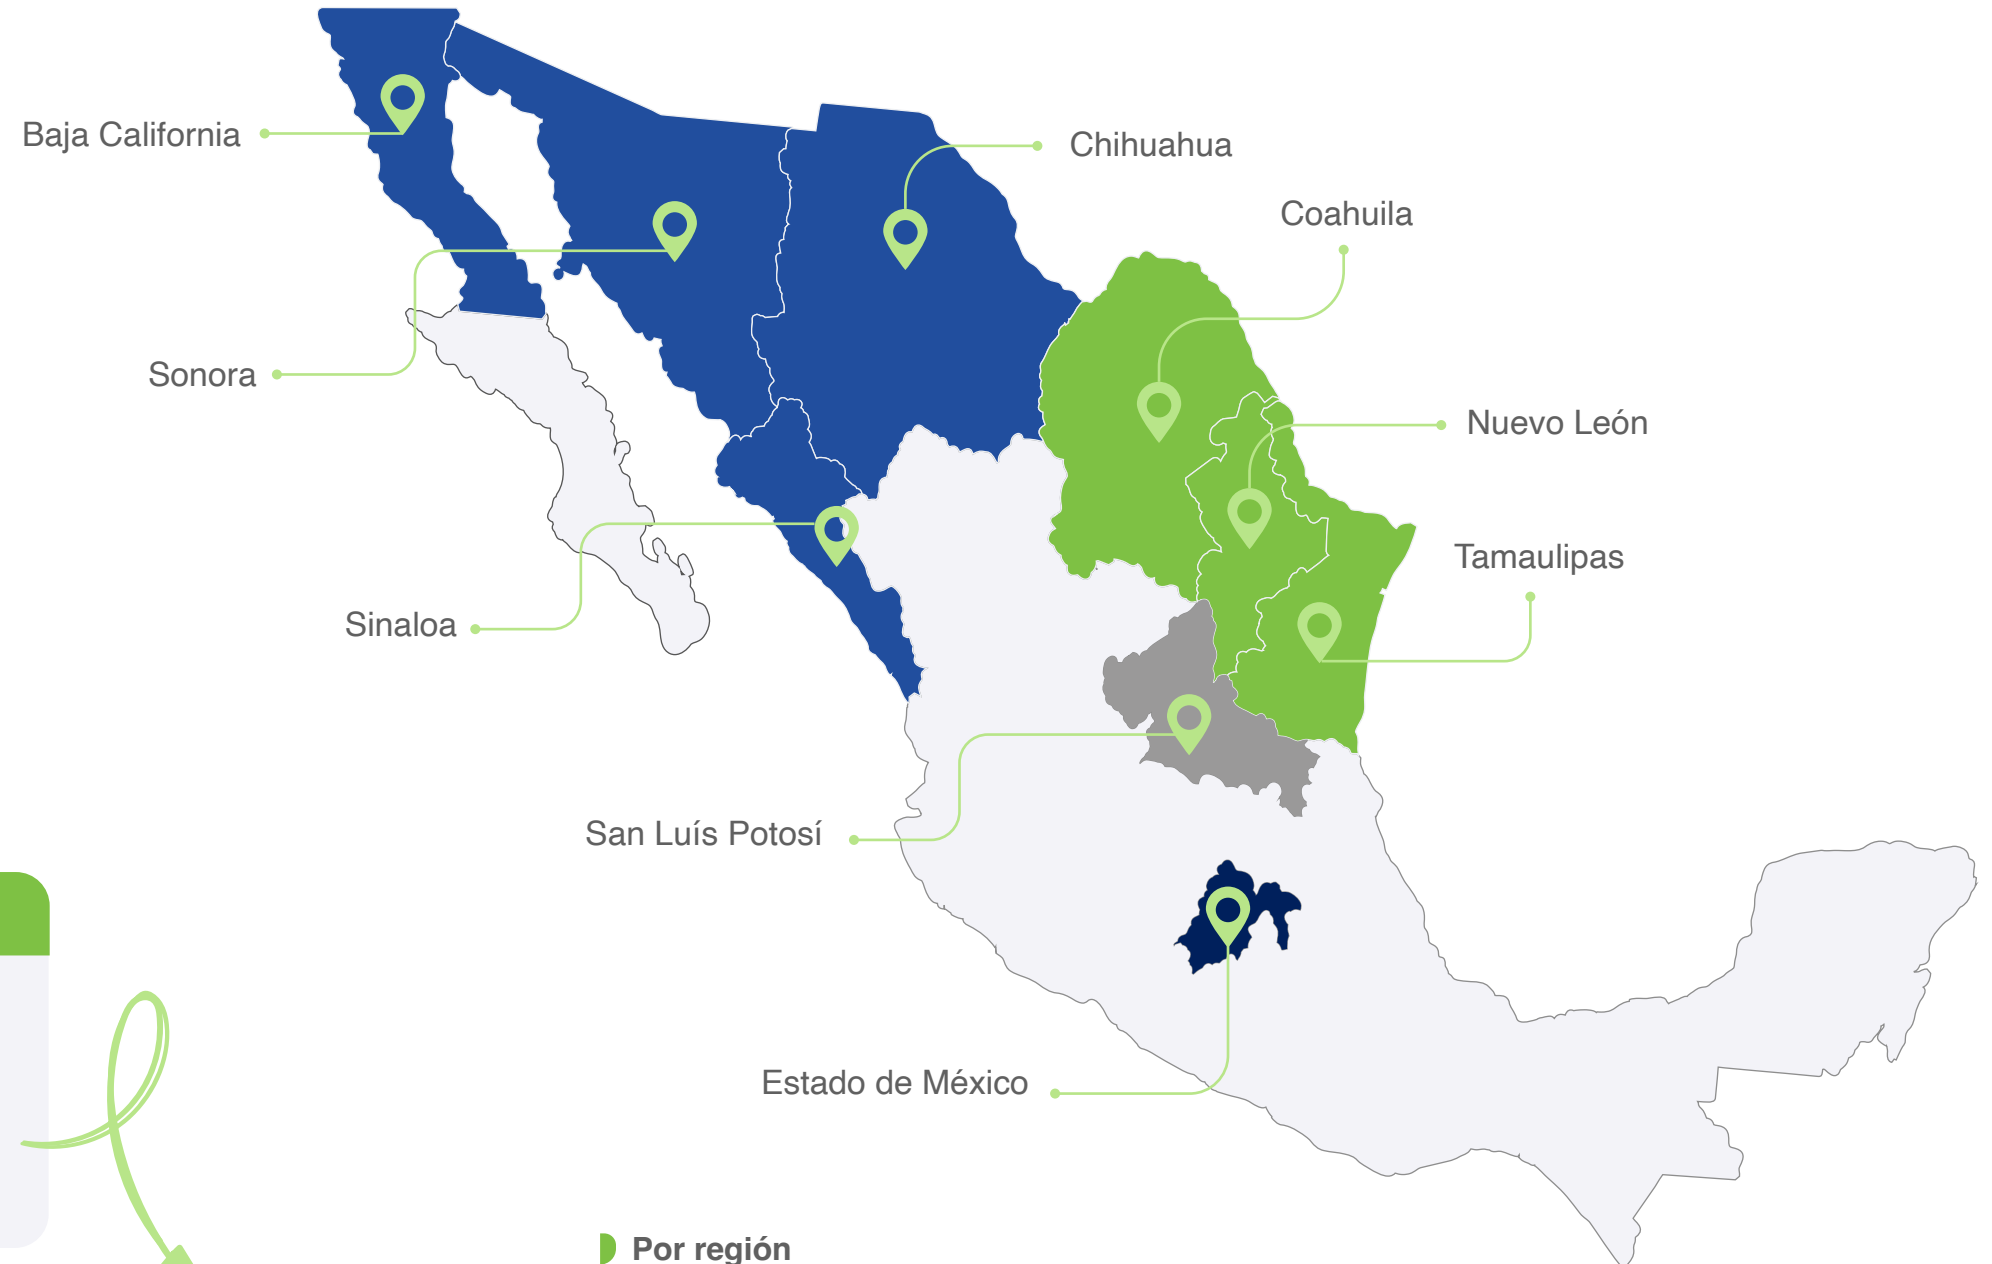 Baja California
Chihuahua
Coahuila
Sonora
Nuevo León
Tamaulipas
Sinaloa
San Luís Potosí
Estado de México
Por región